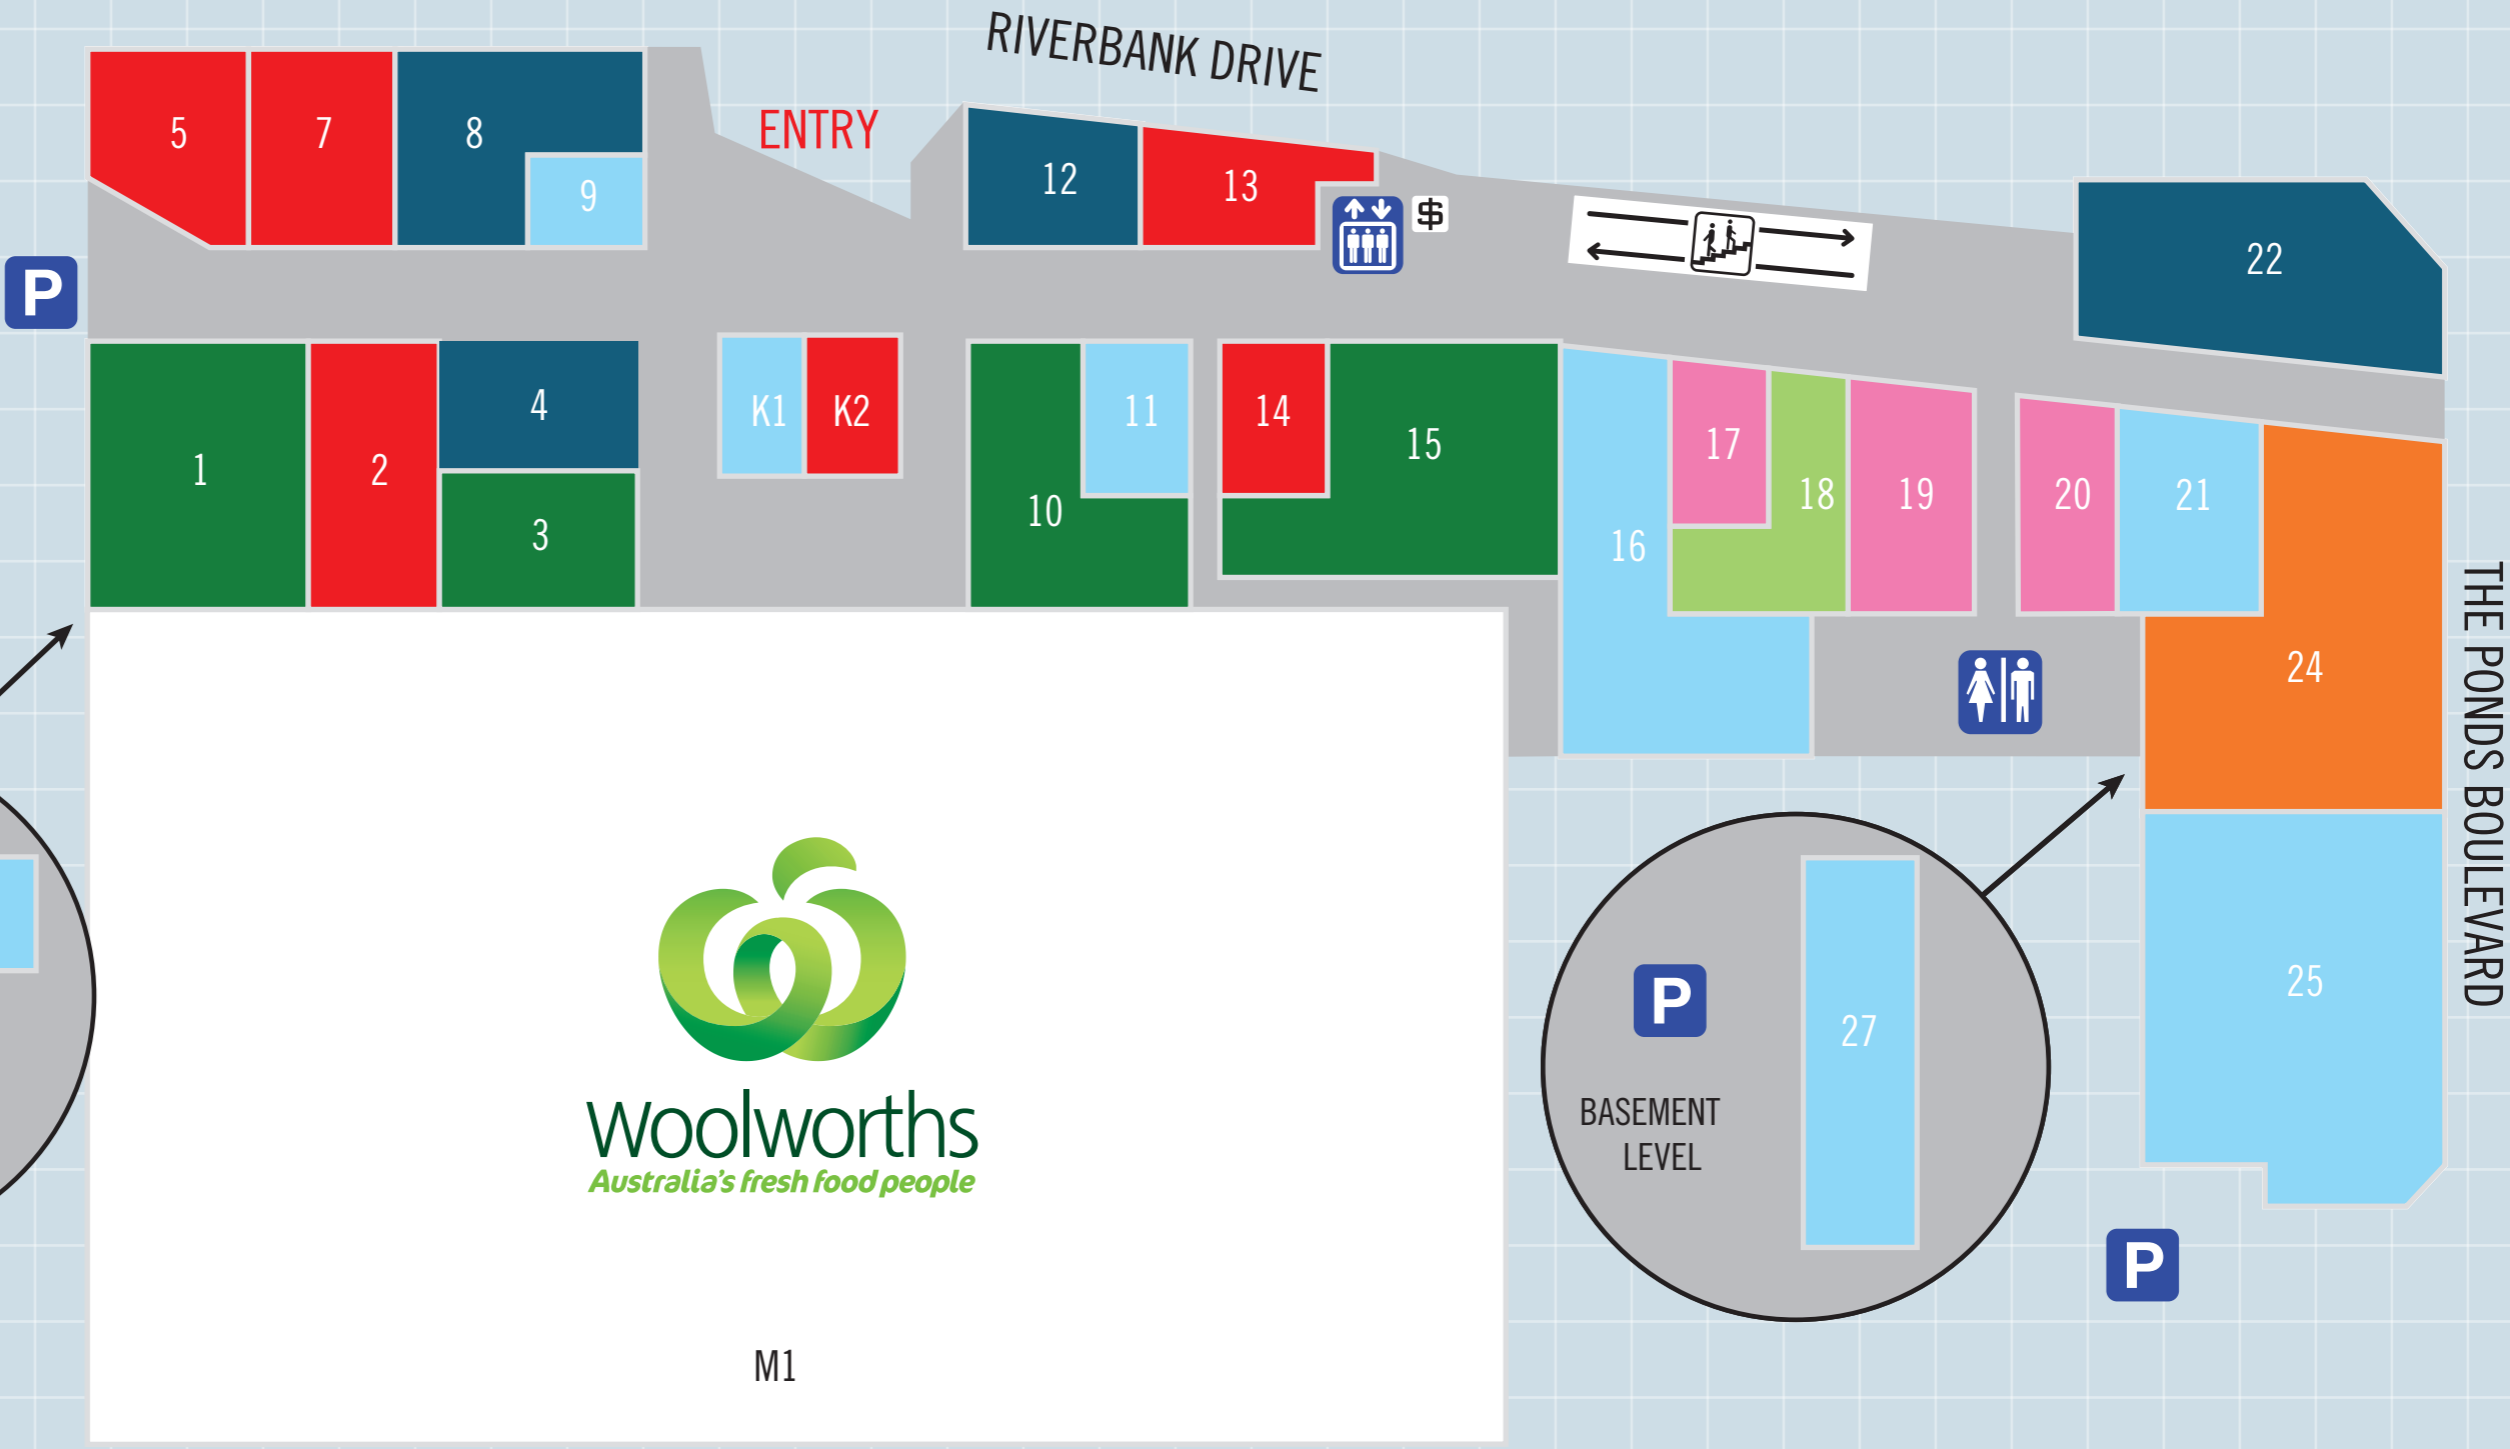 RIVERBANK DRIVE
ENTRY
5
7
8
9
12
13
$
22
P
1
2
4
3
K1
K2
10
11
14
15
16
17
18
19
20
21
24
THE PONDS BOULEVARD
25
27
P
BASEMENT
LEVEL
P
Woolworths
Australia's fresh food people
M1